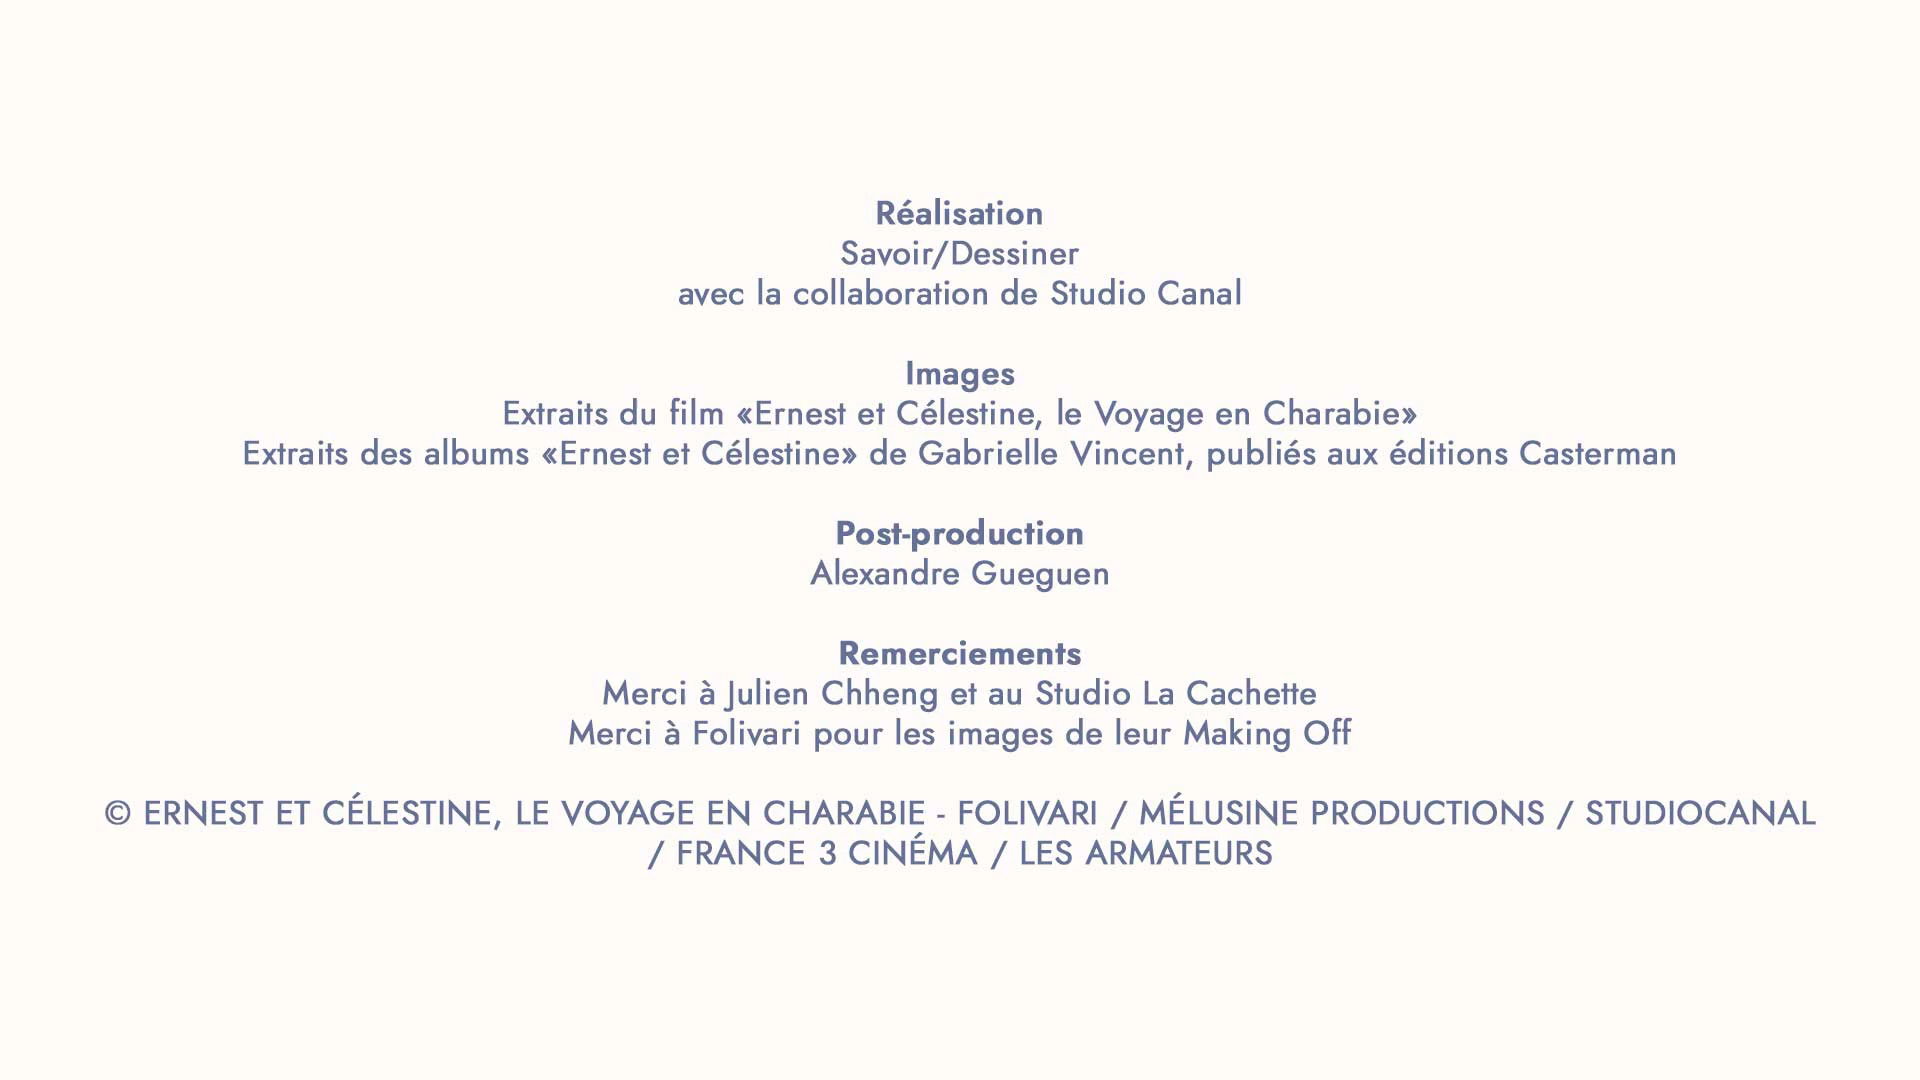 Réalisation
Savoir/Dessiner
avec la collaboration de Studio Canal
Images
Extraits du film «Ernest et Célestine, le Voyage en Charabie»
Extraits des albums «Ernest et Célestine» de Gabrielle Vincent, publiés aux éditions Casterman
Post-production
Alexandre Gueguen
Remerciements
Merci à Julien Chheng et au Studio La Cachette
Merci à Folivari pour les images de leur Making Off
© ERNEST ET CÉLESTINE, LE VOYAGE EN CHARABIE - FOLIVARI / MÉLUSINE PRODUCTIONS / STUDIOCANAL
/ FRANCE 3 CINÉMA / LES ARMATEURS